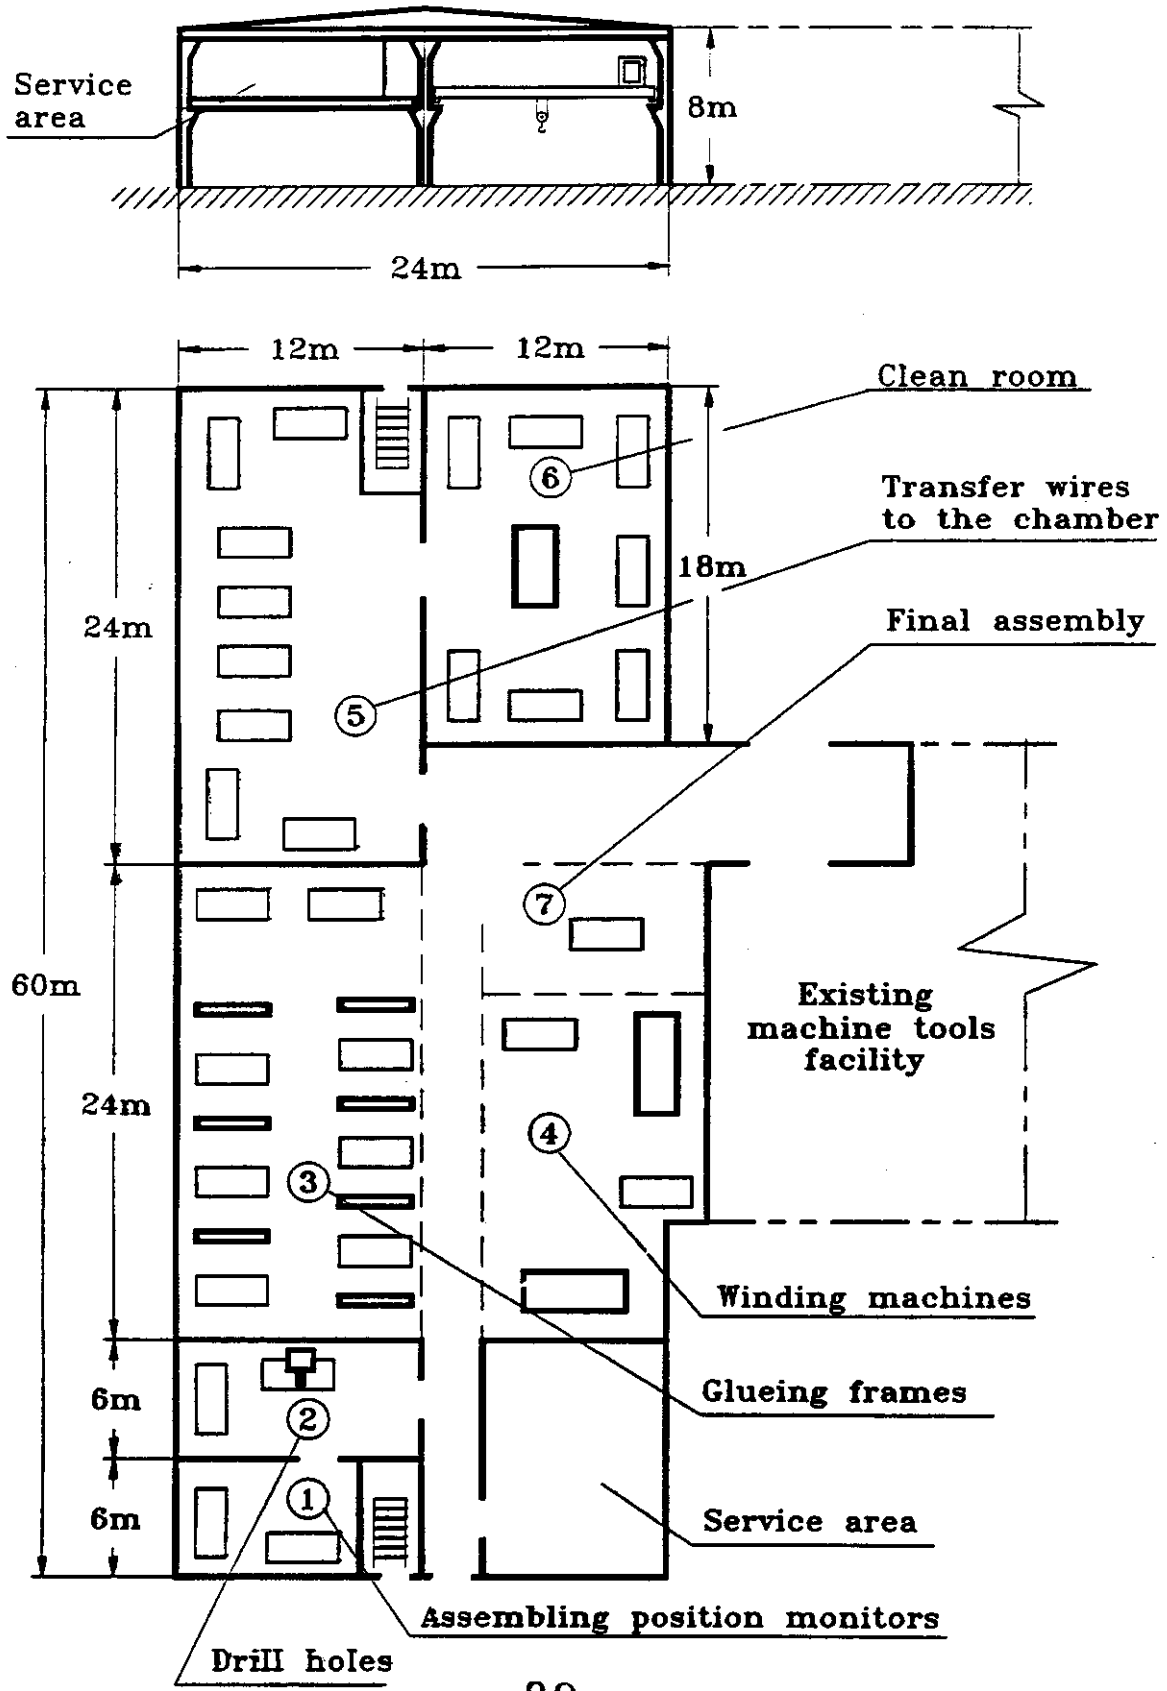 Service
area
8m
24m
12m
12m
Clean room
6
Transfer wires
to the chamber
18m
24m
Final assembly
5
7
60m
Existing
machine tools
facility
24m
4
3
Winding machines
6m
Glueing frames
2
1
6m
Service area
Assembling position monitors
Drill holes